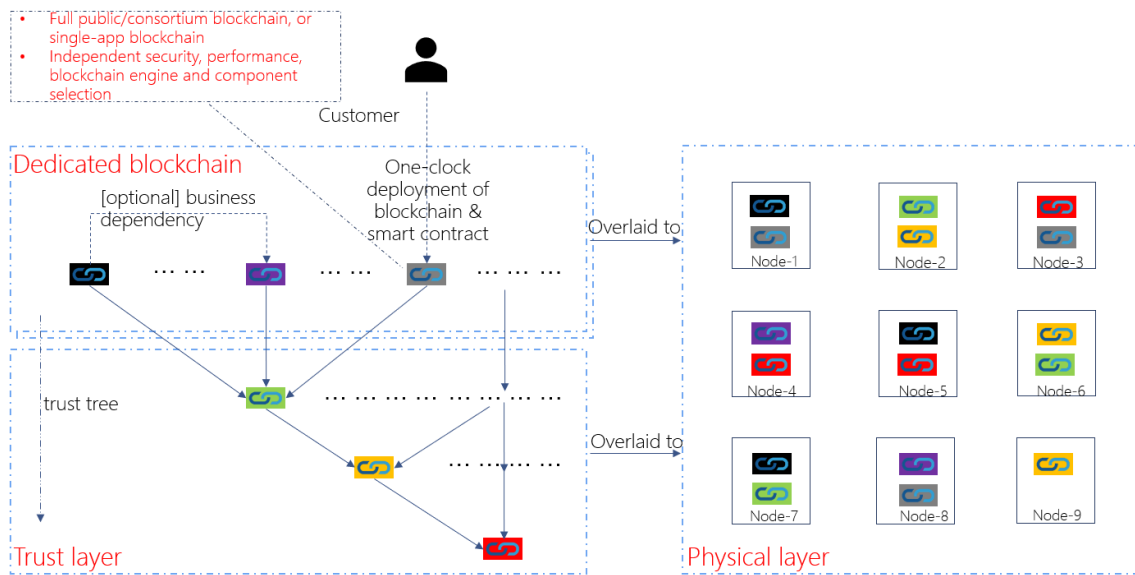 • Full public/consortium blockchain, or
single-app blockchain
• Independent security, performance,
blockchain engine and component
selection
Customer
Dedicated blockchain
[optional] business
dependency
One-clock
deployment of
blockchain &
smart contract
... ...
... ...
... ... ...
Overlaid to
trust tree
... ... ... ... ... ... ... ...
... ... ... ...
Overlaid to
Trust layer
Node-1
Node-2
Node-3
Node-4
Node-5
Node-6
Node-7
Node-8
Node-9
Physical layer